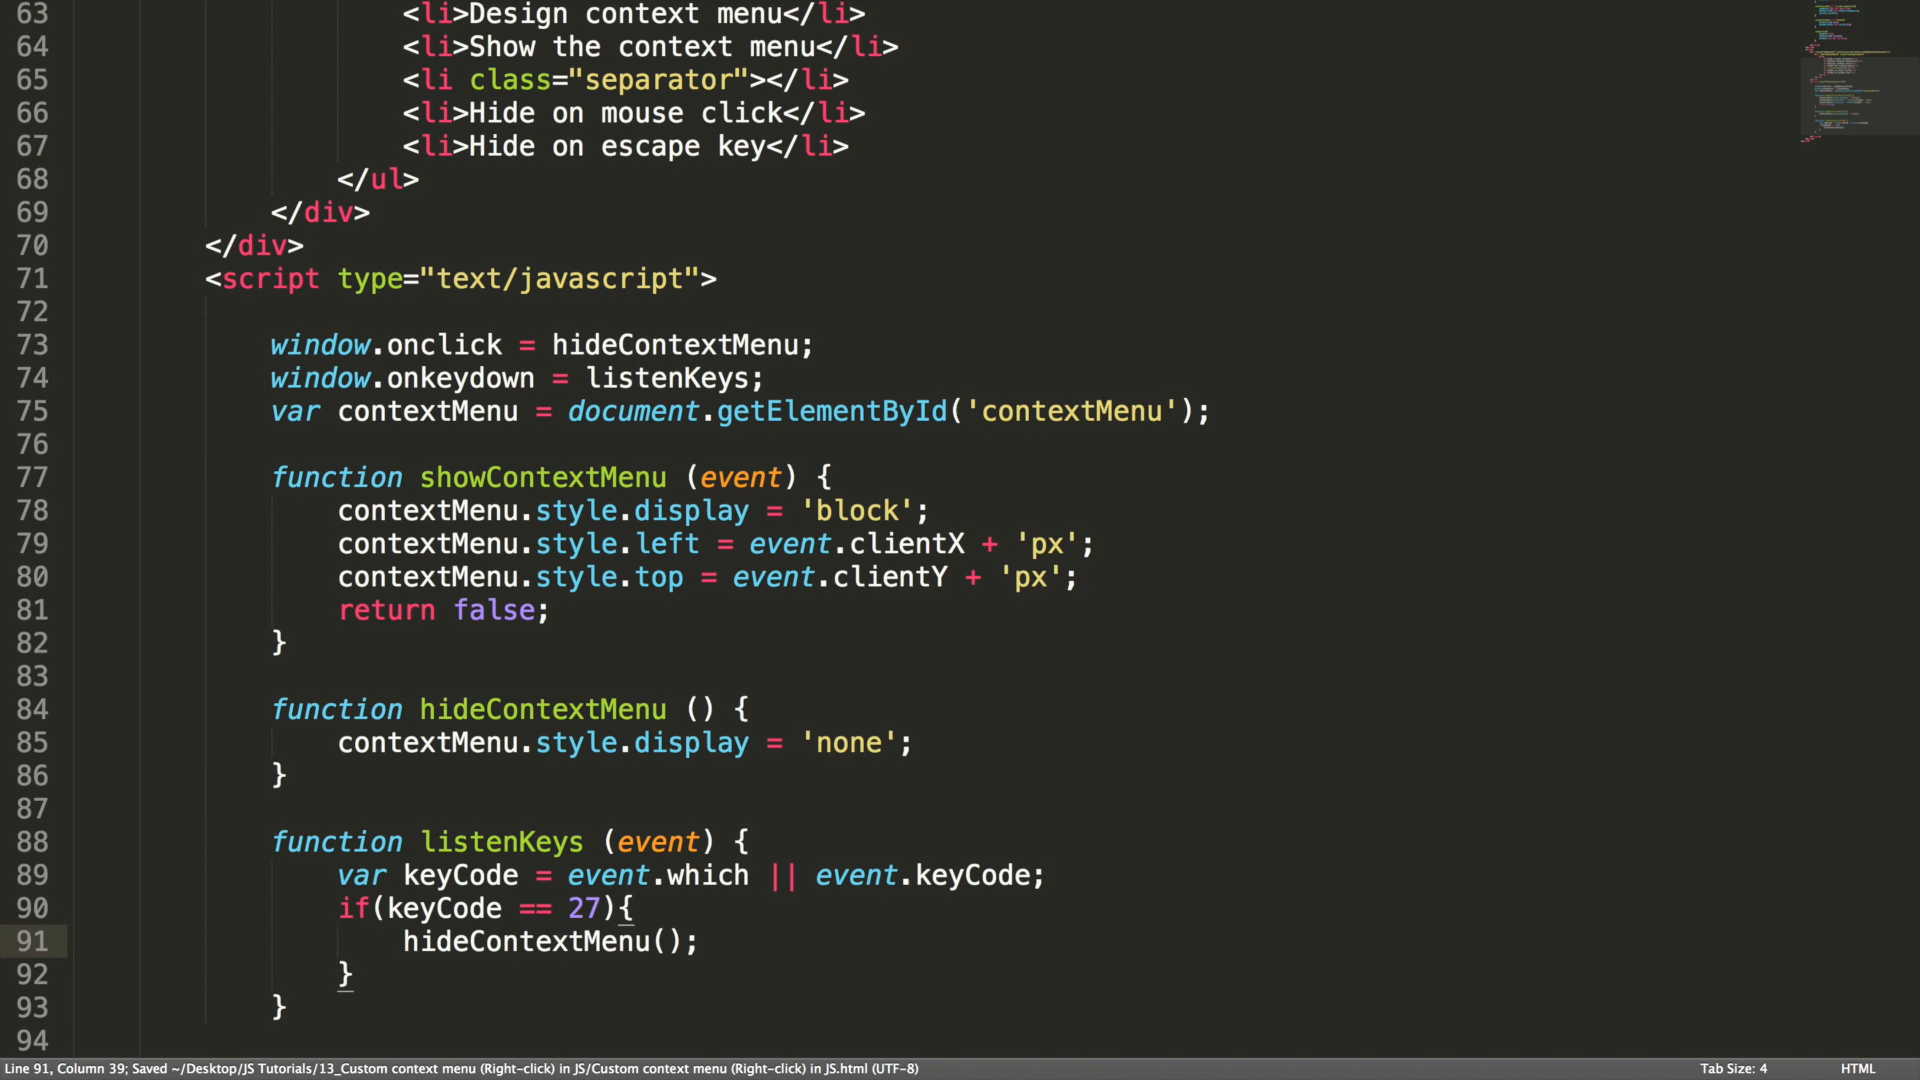 63 <li>Design context menu</li>
64 <li>Show the context menu</li>
65 <li class="separator"></li>
66 <li>Hide on mouse click</li>
67 <li>Hide on escape key</li>
68 </ul>
69 </div>
70 </div>
71 <script type="text/javascript">
72
73 window.onclick = hideContextMenu;
74 window.onkeydown = listenKeys;
75 var contextMenu = document.getElementById('contextMenu');
76
77 function showContextMenu (event) {
78 contextMenu.style.display = 'block';
79 contextMenu.style.left = event.clientX + 'px';
80 contextMenu.style.top = event.clientY + 'px';
81 return false;
82 }
83
84 function hideContextMenu () {
85 contextMenu.style.display = 'none';
86 }
87
88 function listenKeys (event) {
89 var keyCode = event.which || event.keyCode;
90 if(keyCode == 27){
91 hideContextMenu();
92 }
93 }
94
Line 91, Column 39; Saved ~/Desktop/JS Tutorials/13_Custom context menu (Right-click) in JS/Custom context menu (Right-click) in JS.html (UTF-8) Tab Size: 4 HTML